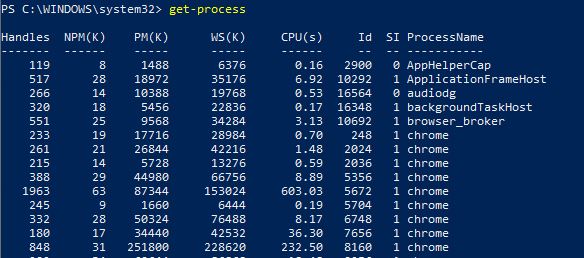 PS C:\WINDOWS\system32> get-process
Handles NPM(K) PM(K) WS(K) CPU(s) Id SI ProcessName
------- ------ ----- ----- ------ -- -- -----------
119 8 1488 6376 0.16 2900 0 AppHelperCap
517 28 18972 35176 6.92 10292 1 ApplicationFrameHost
266 14 10388 19768 0.53 16564 0 audiodg
320 18 5456 22836 0.17 16348 1 backgroundTaskHost
551 25 9568 34284 3.13 10692 1 browser_broker
233 19 17716 28984 0.70 248 1 chrome
261 21 26844 42216 1.48 2024 1 chrome
215 14 5728 13276 0.59 2036 1 chrome
388 29 44980 66756 8.89 5356 1 chrome
1963 63 87344 153024 603.03 5672 1 chrome
245 9 1660 6444 0.19 5704 1 chrome
332 28 50324 76488 8.17 6748 1 chrome
180 17 34440 42532 36.30 7656 1 chrome
848 31 251800 228620 232.50 8160 1 chrome